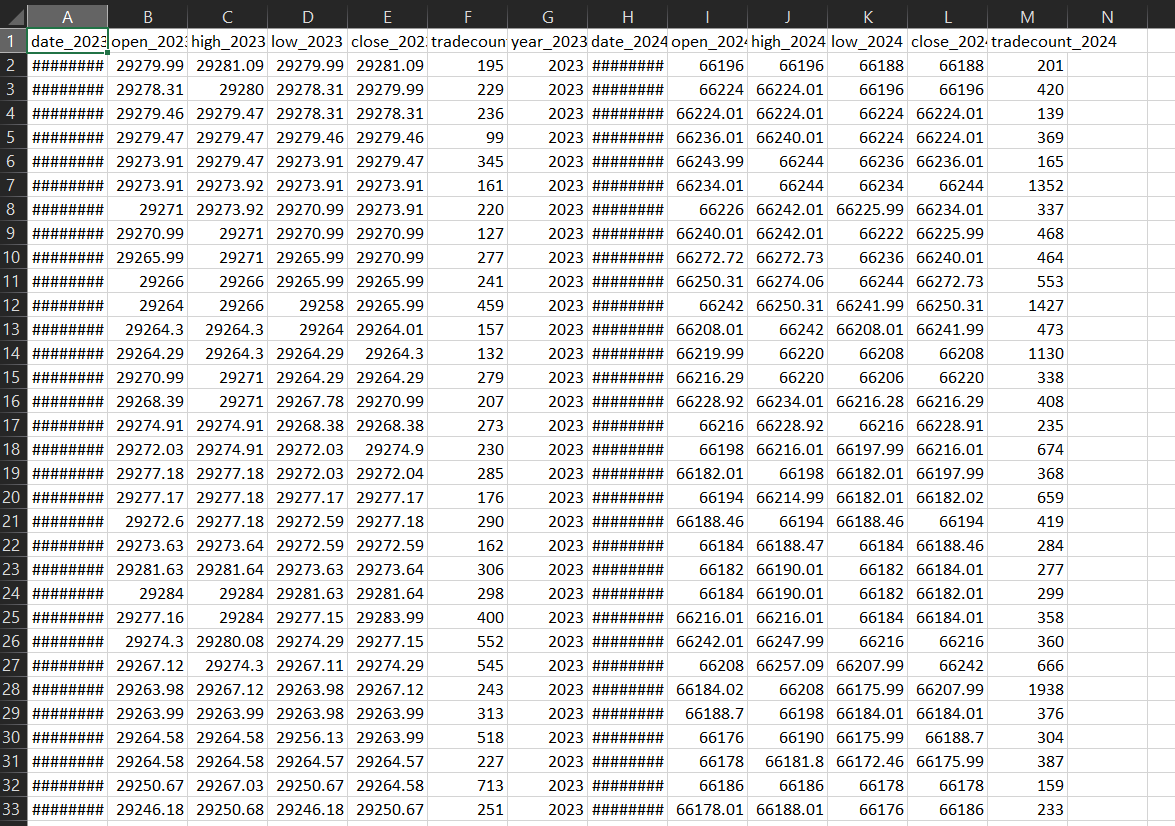 A B C D E F G H I J K L M N
1 date_2023 open_2023 high_2023 low_2023 close_202 tradecoun year_2023 date_2024 open_2024 high_2024 low_2024 close_2024 tradecount_2024
2 ######## 29279.99 29281.09 29279.99 29281.09 195 2023 ######## 66196 66196 66188 66188 201
3 ######## 29278.31 29280 29278.31 29279.99 229 2023 ######## 66224 66224.01 66196 66196 420
4 ######## 29279.46 29279.47 29278.31 29278.31 236 2023 ######## 66224.01 66224.01 66224 66224.01 139
5 ######## 29279.47 29279.47 29279.46 29279.46 99 2023 ######## 66236.01 66240.01 66224 66224.01 369
6 ######## 29273.91 29279.47 29273.91 29279.47 345 2023 ######## 66243.99 66244 66236 66236.01 165
7 ######## 29273.91 29273.92 29273.91 29273.91 161 2023 ######## 66234.01 66244 66234 66244 1352
8 ######## 29271 29273.92 29270.99 29273.91 220 2023 ######## 66226 66242.01 66225.99 66234.01 337
9 ######## 29270.99 29271 29270.99 29270.99 127 2023 ######## 66240.01 66242.01 66222 66225.99 468
10 ######## 29265.99 29271 29265.99 29270.99 277 2023 ######## 66272.72 66272.73 66236 66240.01 464
11 ######## 29266 29266 29265.99 29265.99 241 2023 ######## 66250.31 66274.06 66244 66272.73 553
12 ######## 29264 29266 29258 29265.99 459 2023 ######## 66242 66250.31 66241.99 66250.31 1427
13 ######## 29264.3 29264.3 29264 29264.01 157 2023 ######## 66208.01 66242 66208.01 66241.99 473
14 ######## 29264.29 29264.3 29264.29 29264.3 132 2023 ######## 66219.99 66220 66208 66208 1130
15 ######## 29270.99 29271 29264.29 29264.29 279 2023 ######## 66216.29 66220 66206 66220 338
16 ######## 29268.39 29271 29267.78 29270.99 207 2023 ######## 66228.92 66234.01 66216.28 66216.29 408
17 ######## 29274.91 29274.91 29268.38 29268.38 273 2023 ######## 66216 66228.92 66216 66228.91 235
18 ######## 29272.03 29274.91 29272.03 29274.9 230 2023 ######## 66198 66216.01 66197.99 66216.01 674
19 ######## 29277.18 29277.18 29272.03 29272.04 285 2023 ######## 66182.01 66198 66182.01 66197.99 368
20 ######## 29277.17 29277.18 29277.17 29277.17 176 2023 ######## 66194 66214.99 66182.01 66182.02 659
21 ######## 29272.6 29277.18 29272.59 29277.18 290 2023 ######## 66188.46 66194 66188.46 66194 419
22 ######## 29273.63 29273.64 29272.59 29272.59 162 2023 ######## 66184 66188.47 66184 66188.46 284
23 ######## 29281.63 29281.64 29273.63 29273.64 306 2023 ######## 66182 66190.01 66182 66184.01 277
24 ######## 29284 29284 29281.63 29281.64 298 2023 ######## 66184 66190.01 66182 66182.01 299
25 ######## 29277.16 29284 29277.15 29283.99 400 2023 ######## 66216.01 66216.01 66184 66184.01 358
26 ######## 29274.3 29280.08 29274.29 29277.15 552 2023 ######## 66242.01 66247.99 66216 66216 360
27 ######## 29267.12 29274.3 29267.11 29274.29 545 2023 ######## 66208 66257.09 66207.99 66242 666
28 ######## 29263.98 29267.12 29263.98 29267.12 243 2023 ######## 66184.02 66208 66175.99 66207.99 1938
29 ######## 29263.99 29263.99 29263.98 29263.99 313 2023 ######## 66188.7 66198 66184.01 66184.01 376
30 ######## 29264.58 29264.58 29256.13 29263.99 518 2023 ######## 66176 66190 66175.99 66188.7 304
31 ######## 29264.58 29264.58 29264.57 29264.57 227 2023 ######## 66178 66181.8 66172.46 66175.99 387
32 ######## 29250.67 29267.03 29250.67 29264.58 713 2023 ######## 66186 66186 66178 66178 159
33 ######## 29246.18 29250.68 29246.18 29250.67 251 2023 ######## 66178.01 66188.01 66176 66186 233